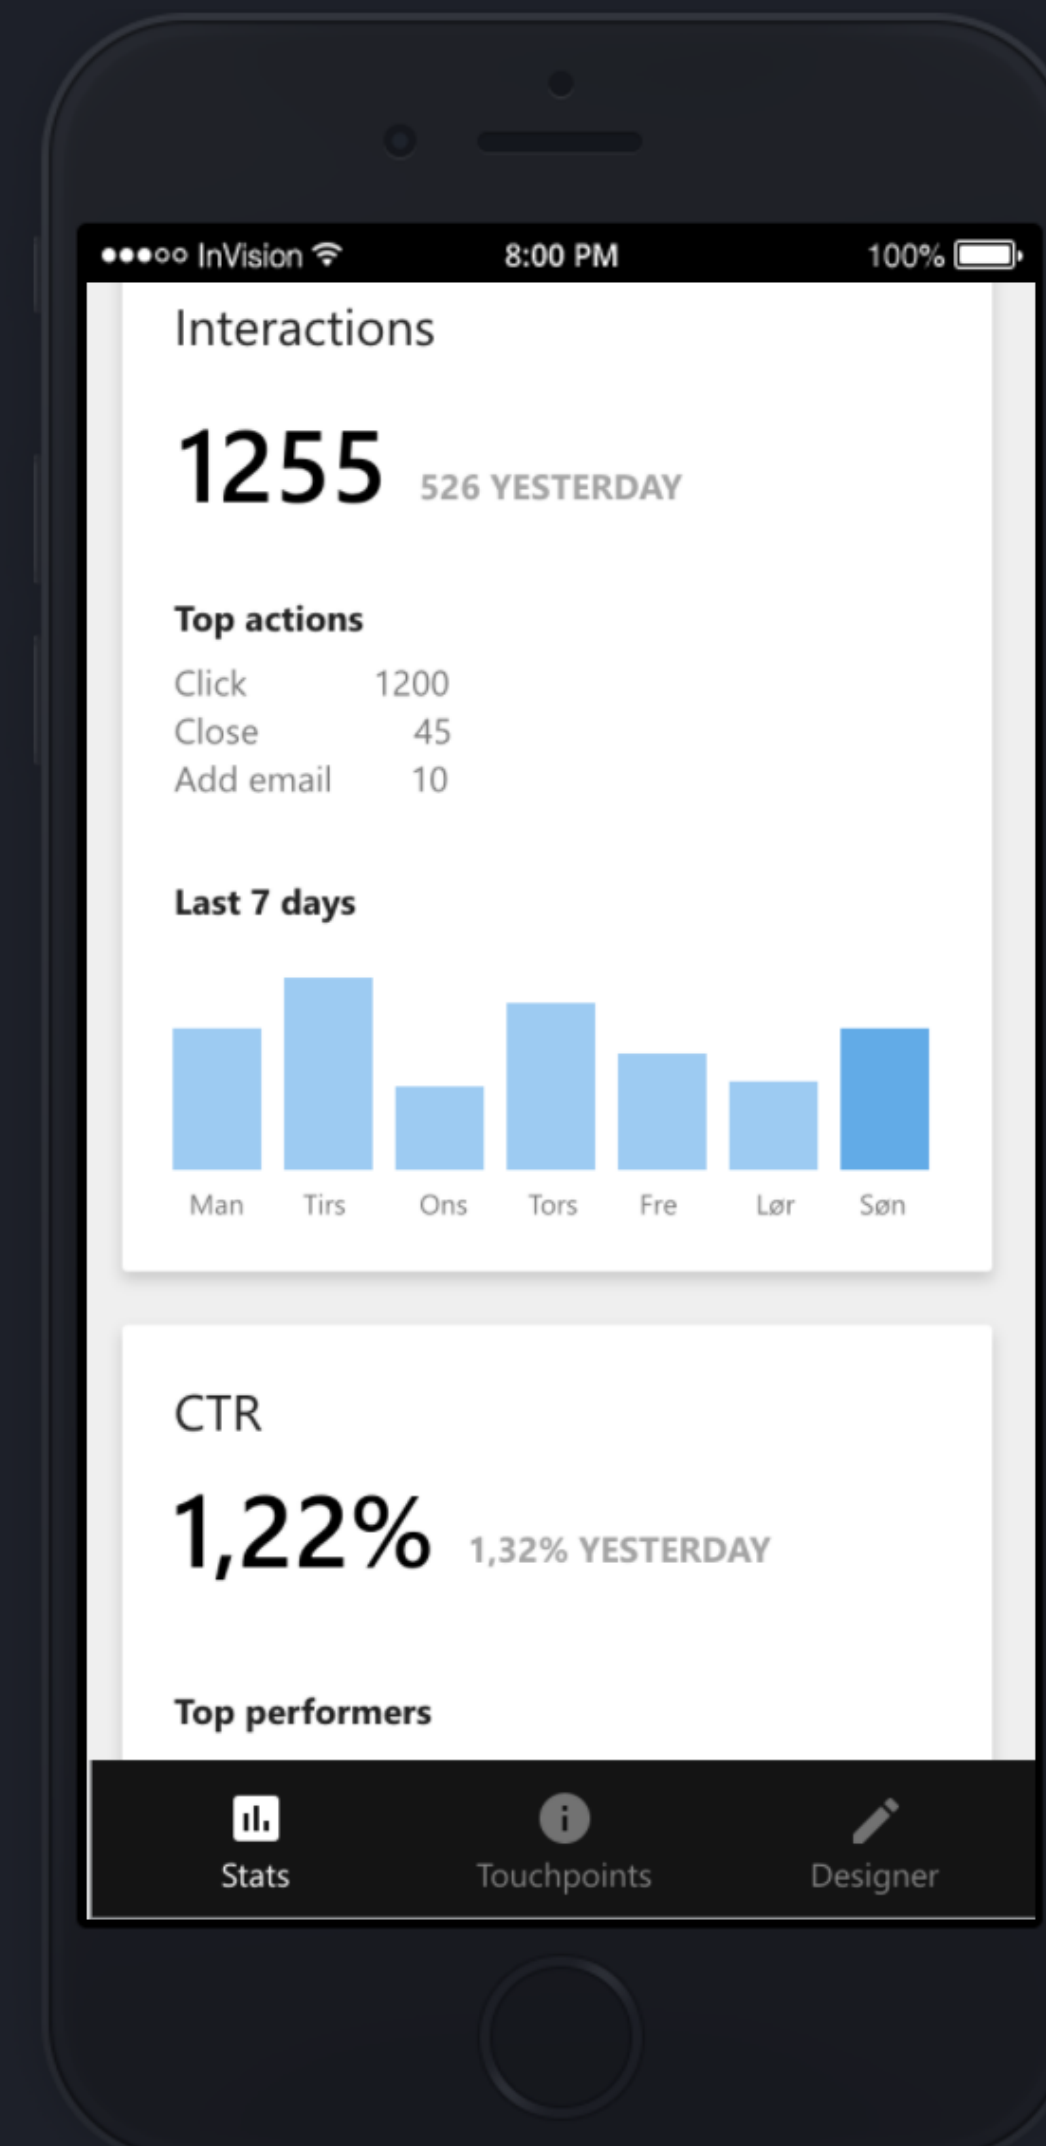 InVision 8:00 PM 100%
Interactions
1255 526 YESTERDAY
Top actions
Click 1200
Close 45
Add email 10
Last 7 days
Man Tirs Ons Tors Fre Lør Søn
CTR
1,22% 1,32% YESTERDAY
Top performers
Stats Touchpoints Designer